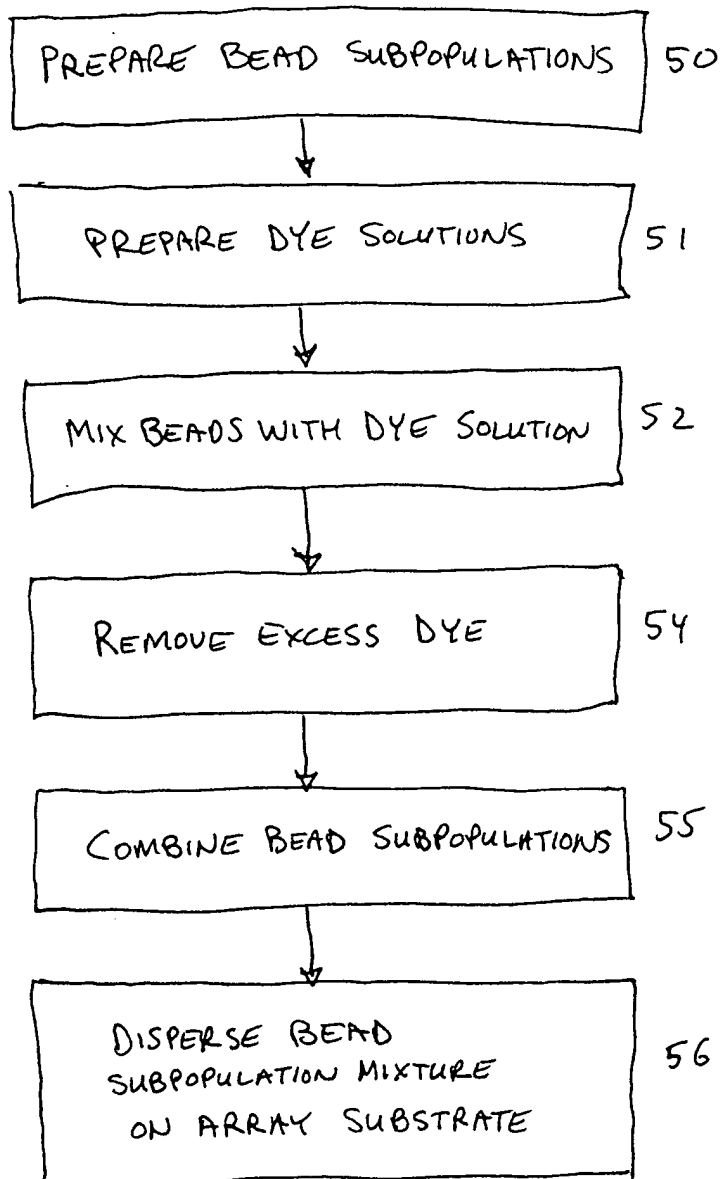 PREPARE BEAD SUBPOPULATIONS 50
PREPARE DYE SOLUTIONS 51
MIX BEADS WITH DYE SOLUTION 52
REMOVE EXCESS DYE 54
COMBINE BEAD SUBPOPULATIONS 55
DISPERSE BEAD
SUBPOPULATION MIXTURE 56
ON ARRAY SUBSTRATE